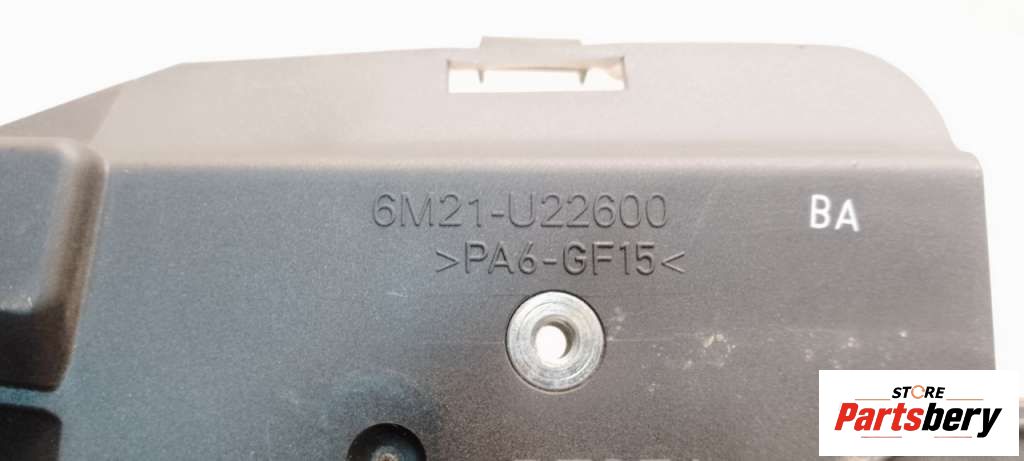 6M21-U22600 BA
>PA6-GF15<
STORE
Partsbery